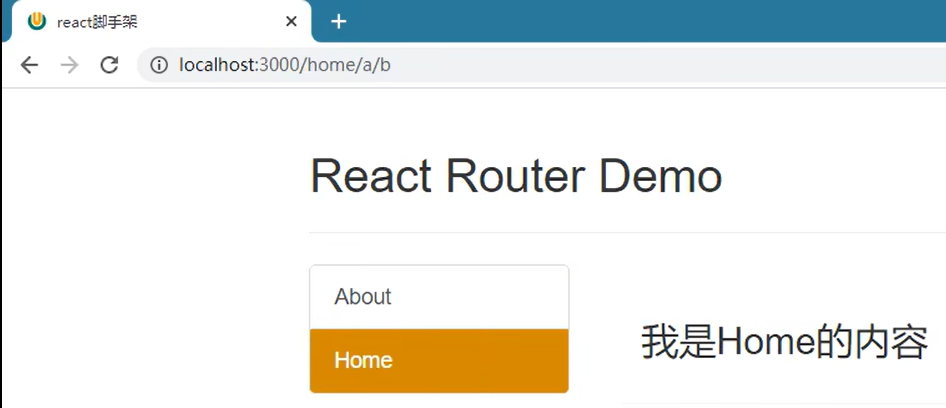 react脚手架
localhost:3000/home/a/b
React Router Demo
About
Home
我是Home的内容